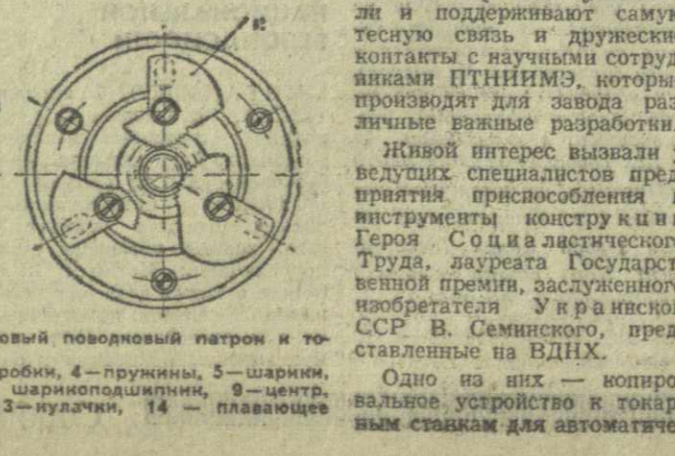 овый поводковый патрон к то-
робки, 4—пружины, 5—шарики,
шарикоподшипник, 9—центр,
3—кулачки, 14 — плавающее
ли и поддерживают самую
тесную связь и дружески
контакты с научными сотруд
никами ПТНИИМЭ, которы
производят для завода раз
личные важные разработки.
Живой интерес вызвали у
ведущих специалистов пред
приятия приспособления
инструменты конструкции
Героя Социалистического
Труда, лауреата Государст
венной премии, заслуженного
изобретателя Украинской
ССР В. Семинского, пред
ставленные на ВДНХ.
Одно из них — копиро
вальное устройство к токар
ным станкам для автоматиче